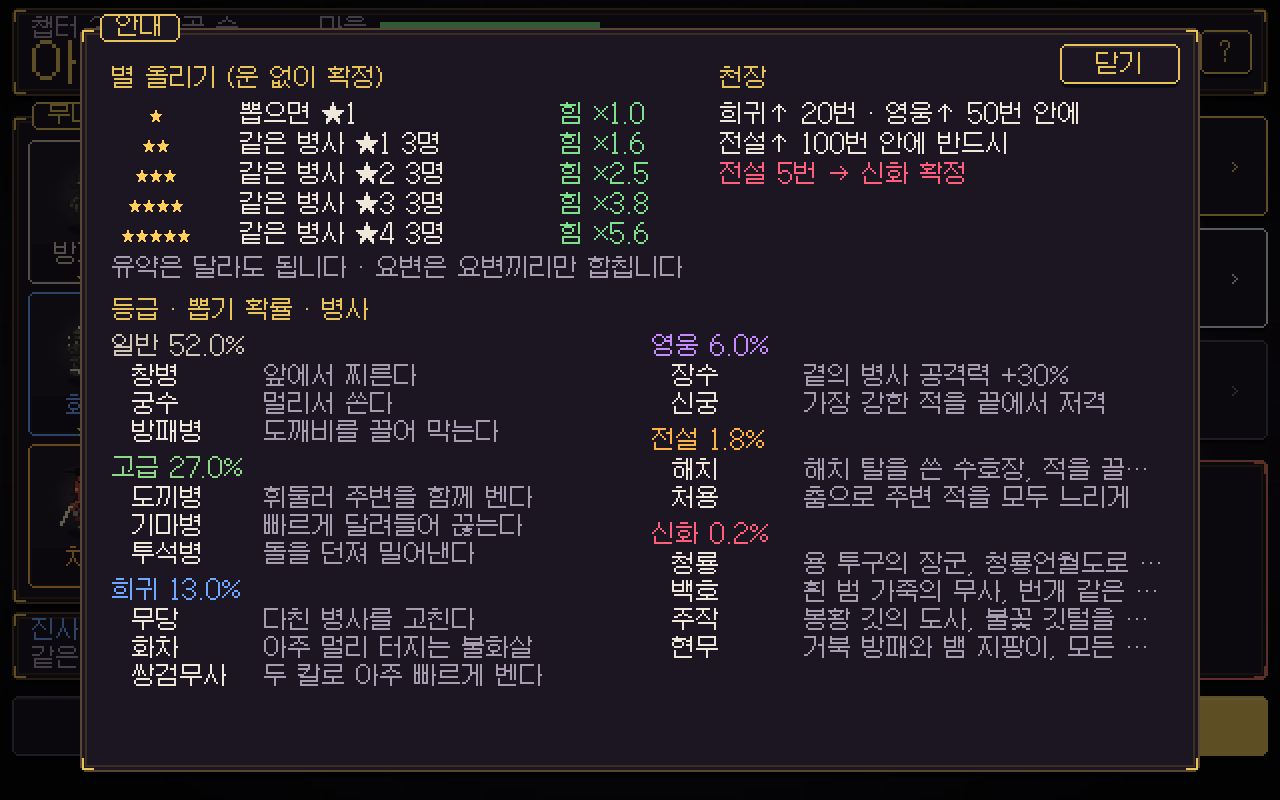 안내
닫기
?
별 올리기 (운 없이 확정)
★ 뽑으면 ★1 힘 ×1.0
★★ 같은 병사 ★1 3명 힘 ×1.6
★★★ 같은 병사 ★2 3명 힘 ×2.5
★★★★ 같은 병사 ★3 3명 힘 ×3.8
★★★★★ 같은 병사 ★4 3명 힘 ×5.6
유약은 달라도 됩니다 · 요변은 요변끼리만 합칩니다
천장
희귀↑ 20번 · 영웅↑ 50번 안에
전설↑ 100번 안에 반드시
전설 5번 → 신화 확정
등급 · 뽑기 확률 · 병사
일반 52.0%
창병 앞에서 찌른다
궁수 멀리서 쏜다
방패병 도깨비를 끌어 막는다
고급 27.0%
도끼병 휘둘러 주변을 함께 벤다
기마병 빠르게 달려들어 끊는다
투석병 돌을 던져 밀어낸다
희귀 13.0%
무당 다친 병사를 고친다
화차 아주 멀리 터지는 불화살
쌍검무사 두 칼로 아주 빠르게 벤다
영웅 6.0%
장수 곁의 병사 공격력 +30%
신궁 가장 강한 적을 끝에서 저격
전설 1.8%
해치 해치 탈을 쓴 수호장, 적을 끌…
처용 춤으로 주변 적을 모두 느리게
신화 0.2%
청룡 용 투구의 장군, 청룡언월도로 …
백호 흰 범 가죽의 무사, 번개 같은 …
주작 봉황 깃의 도사, 불꽃 깃털을 …
현무 거북 방패와 뱀 지팡이, 모든 …
챕터
진사
같은